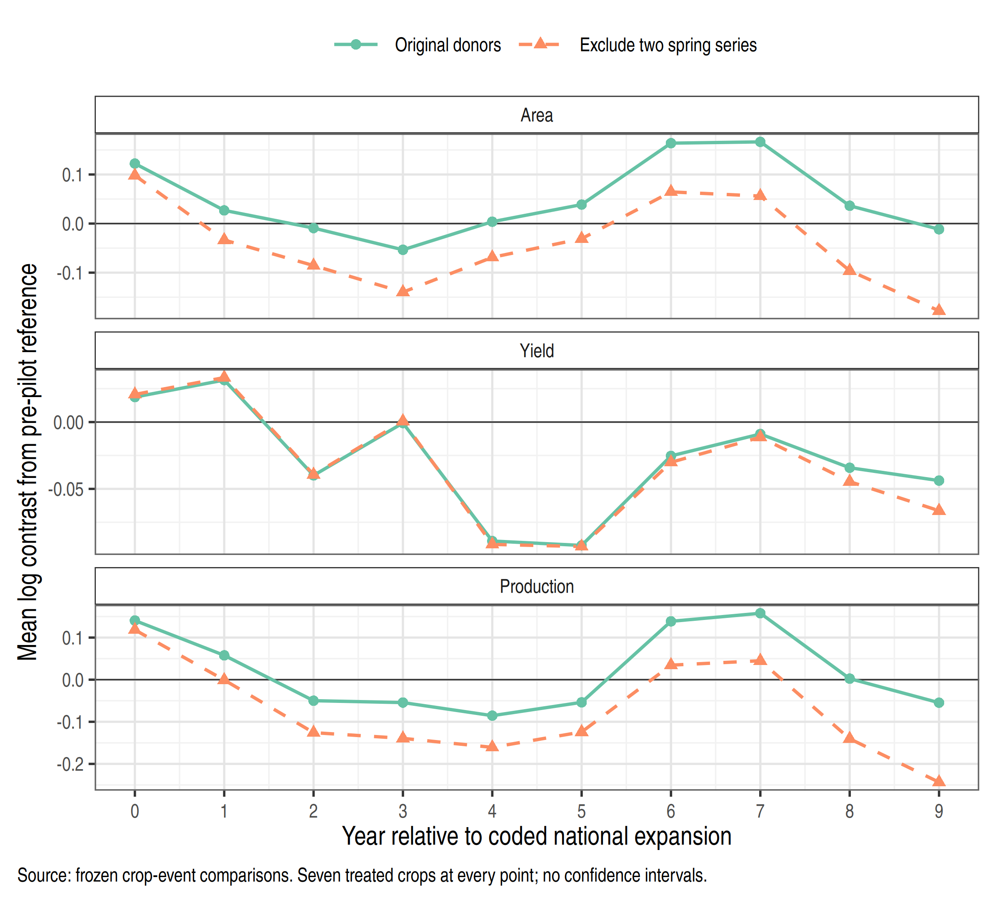 Original donors
Exclude two spring series
Area
0.1
0.0
-0.1
Yield
0.00
-0.05
Production
0.1
0.0
-0.1
-0.2
Mean log contrast from pre-pilot reference
0 1 2 3 4 5 6 7 8 9
Year relative to coded national expansion
Source: frozen crop-event comparisons. Seven treated crops at every point; no confidence intervals.